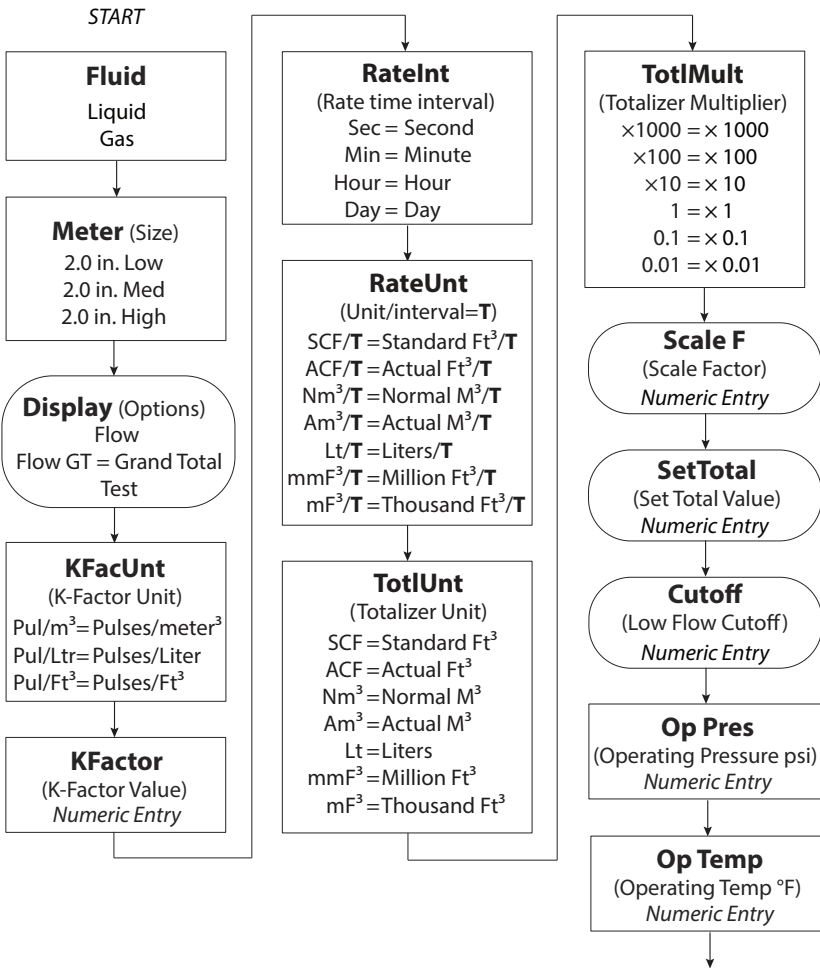 START
Fluid
Liquid
Gas
Meter (Size)
2.0 in. Low
2.0 in. Med
2.0 in. High
Display (Options)
Flow
Flow GT = Grand Total
Test
KFacUnt
(K-Factor Unit)
Pul/m³=Pulses/meter³
Pul/Ltr=Pulses/Liter
Pul/Ft³=Pulses/Ft³
KFactor
(K-Factor Value)
Numeric Entry
RateInt
(Rate time interval)
Sec = Second
Min = Minute
Hour = Hour
Day = Day
RateUnt
(Unit/interval=T)
SCF/T =Standard Ft³/T
ACF/T =Actual Ft³/T
Nm³/T =Normal M³/T
Am³/T =Actual M³/T
Lt/T =Liters/T
mmF³/T =Million Ft³/T
mF³/T =Thousand Ft³/T
TotlUnt
(Totalizer Unit)
SCF =Standard Ft³
ACF =Actual Ft³
Nm³ =Normal M³
Am³ =Actual M³
Lt =Liters
mmF³ =Million Ft³
mF³ =Thousand Ft³
TotlMult
(Totalizer Multiplier)
×1000 = × 1000
×100 = × 100
×10 = × 10
1 = × 1
0.1 = × 0.1
0.01 = × 0.01
Scale F
(Scale Factor)
Numeric Entry
SetTotal
(Set Total Value)
Numeric Entry
Cutoff
(Low Flow Cutoff)
Numeric Entry
Op Pres
(Operating Pressure psi)
Numeric Entry
Op Temp
(Operating Temp °F)
Numeric Entry